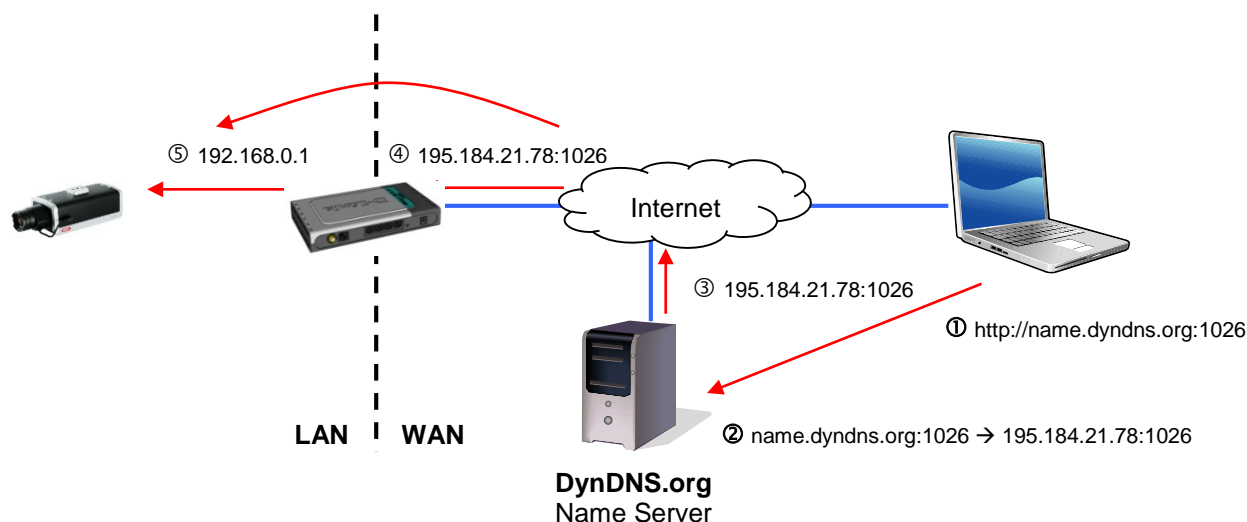 ⑤ 192.168.0.1
④ 195.184.21.78:1026
D-Link
Internet
③ 195.184.21.78:1026
① http://name.dyndns.org:1026
LAN
WAN
② name.dyndns.org:1026 → 195.184.21.78:1026
DynDNS.org
Name Server